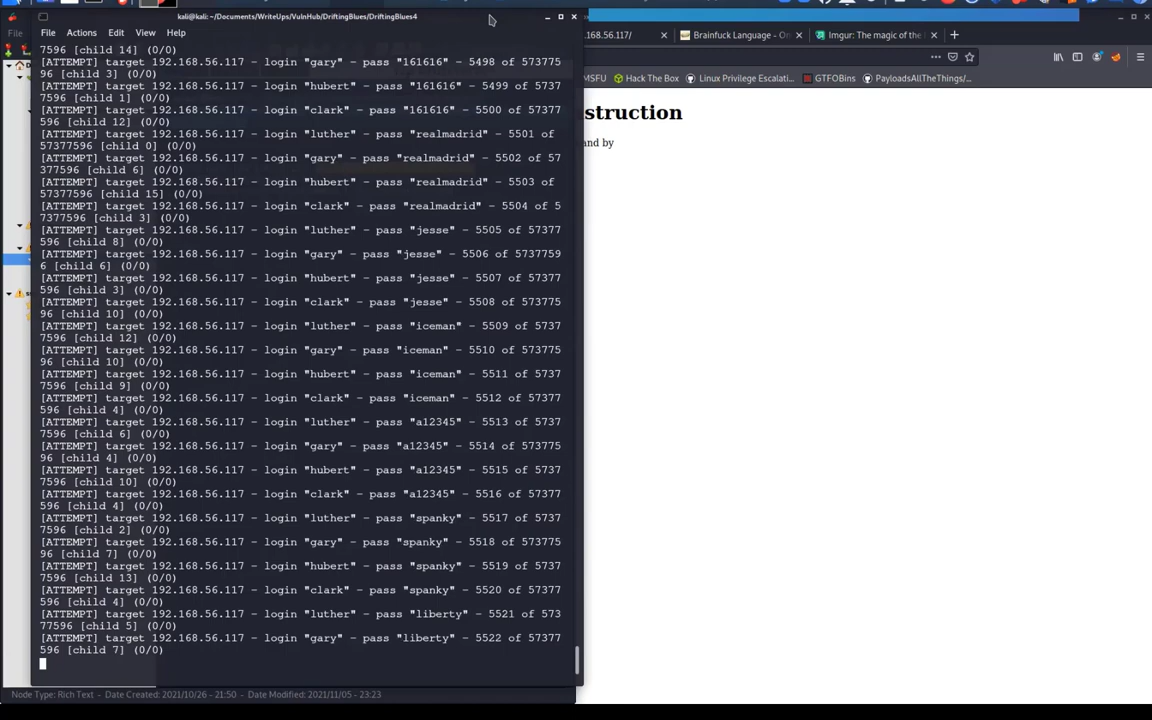 kali@kali: ~/Documents/WriteUps/VulnHub/DriftingBlues/DriftingBlues4
File Actions Edit View Help
7596 [child 14] (0/0)
[ATTEMPT] target 192.168.56.117 - login "gary" - pass "161616" - 5498 of 573775
96 [child 3] (0/0)
[ATTEMPT] target 192.168.56.117 - login "hubert" - pass "161616" - 5499 of 5737
7596 [child 1] (0/0)
[ATTEMPT] target 192.168.56.117 - login "clark" - pass "161616" - 5500 of 57377
596 [child 12] (0/0)
[ATTEMPT] target 192.168.56.117 - login "luther" - pass "realmadrid" - 5501 of
57377596 [child 0] (0/0)
[ATTEMPT] target 192.168.56.117 - login "gary" - pass "realmadrid" - 5502 of 57
377596 [child 6] (0/0)
[ATTEMPT] target 192.168.56.117 - login "hubert" - pass "realmadrid" - 5503 of
57377596 [child 15] (0/0)
[ATTEMPT] target 192.168.56.117 - login "clark" - pass "realmadrid" - 5504 of 5
7377596 [child 3] (0/0)
[ATTEMPT] target 192.168.56.117 - login "luther" - pass "jesse" - 5505 of 57377
596 [child 8] (0/0)
[ATTEMPT] target 192.168.56.117 - login "gary" - pass "jesse" - 5506 of 5737759
6 [child 6] (0/0)
[ATTEMPT] target 192.168.56.117 - login "hubert" - pass "jesse" - 5507 of 57377
596 [child 3] (0/0)
[ATTEMPT] target 192.168.56.117 - login "clark" - pass "jesse" - 5508 of 573775
96 [child 10] (0/0)
[ATTEMPT] target 192.168.56.117 - login "luther" - pass "iceman" - 5509 of 5737
7596 [child 12] (0/0)
[ATTEMPT] target 192.168.56.117 - login "gary" - pass "iceman" - 5510 of 573775
96 [child 10] (0/0)
[ATTEMPT] target 192.168.56.117 - login "hubert" - pass "iceman" - 5511 of 5737
7596 [child 9] (0/0)
[ATTEMPT] target 192.168.56.117 - login "clark" - pass "iceman" - 5512 of 57377
596 [child 4] (0/0)
[ATTEMPT] target 192.168.56.117 - login "luther" - pass "a12345" - 5513 of 5737
7596 [child 6] (0/0)
[ATTEMPT] target 192.168.56.117 - login "gary" - pass "a12345" - 5514 of 573775
96 [child 4] (0/0)
[ATTEMPT] target 192.168.56.117 - login "hubert" - pass "a12345" - 5515 of 5737
7596 [child 10] (0/0)
[ATTEMPT] target 192.168.56.117 - login "clark" - pass "a12345" - 5516 of 57377
596 [child 4] (0/0)
[ATTEMPT] target 192.168.56.117 - login "luther" - pass "spanky" - 5517 of 5737
7596 [child 2] (0/0)
[ATTEMPT] target 192.168.56.117 - login "gary" - pass "spanky" - 5518 of 573775
96 [child 7] (0/0)
[ATTEMPT] target 192.168.56.117 - login "hubert" - pass "spanky" - 5519 of 5737
7596 [child 13] (0/0)
[ATTEMPT] target 192.168.56.117 - login "clark" - pass "spanky" - 5520 of 57377
596 [child 4] (0/0)
[ATTEMPT] target 192.168.56.117 - login "luther" - pass "liberty" - 5521 of 573
77596 [child 5] (0/0)
[ATTEMPT] target 192.168.56.117 - login "gary" - pass "liberty" - 5522 of 57377
596 [child 7] (0/0)
File
Node Type: Rich Text - Date Created: 2021/10/26 - 21:50 - Date Modified: 2021/11/05 - 23:23
.168.56.117/
Brainfuck Language - On
Imgur: The magic of the I
MSFU Hack The Box Linux Privilege Escalati... GTFOBins PayloadsAllTheThings/...
struction
and by